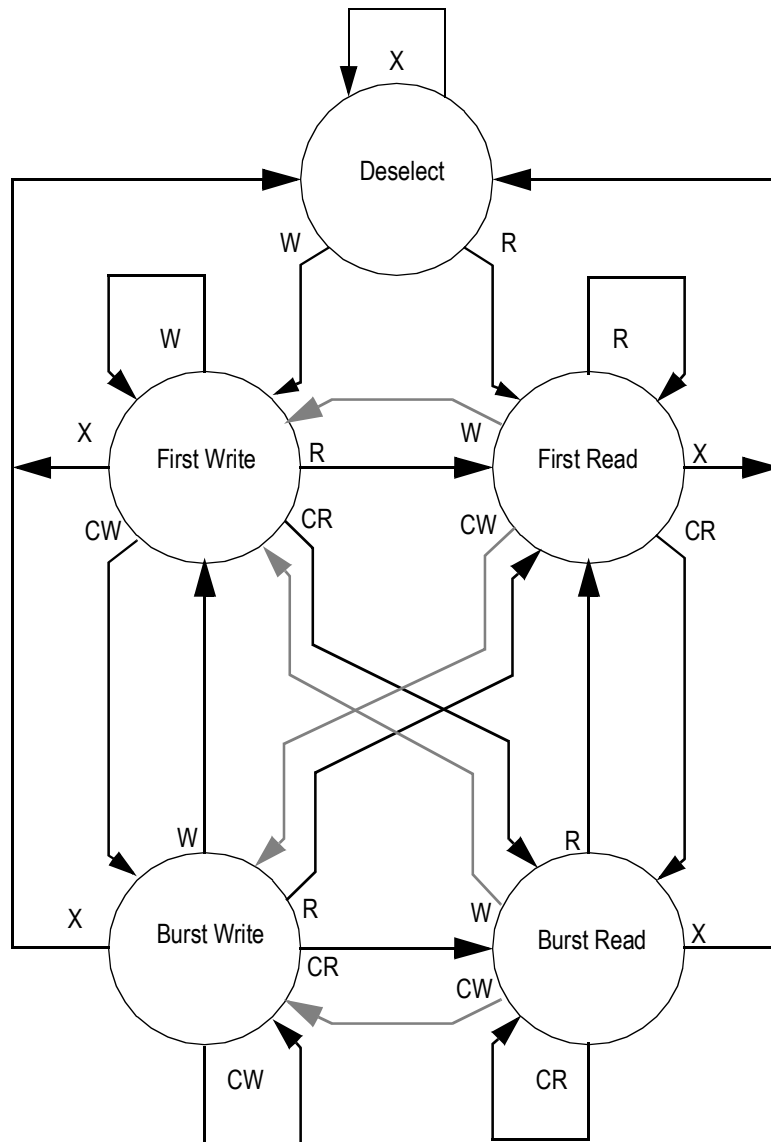 X
Deselect
W
R
W
R
X
W
First Write
R
First Read
X
CW
CR
CW
CR
W
R
X
Burst Write
R
W
Burst Read
X
CR
CW
CW
CR